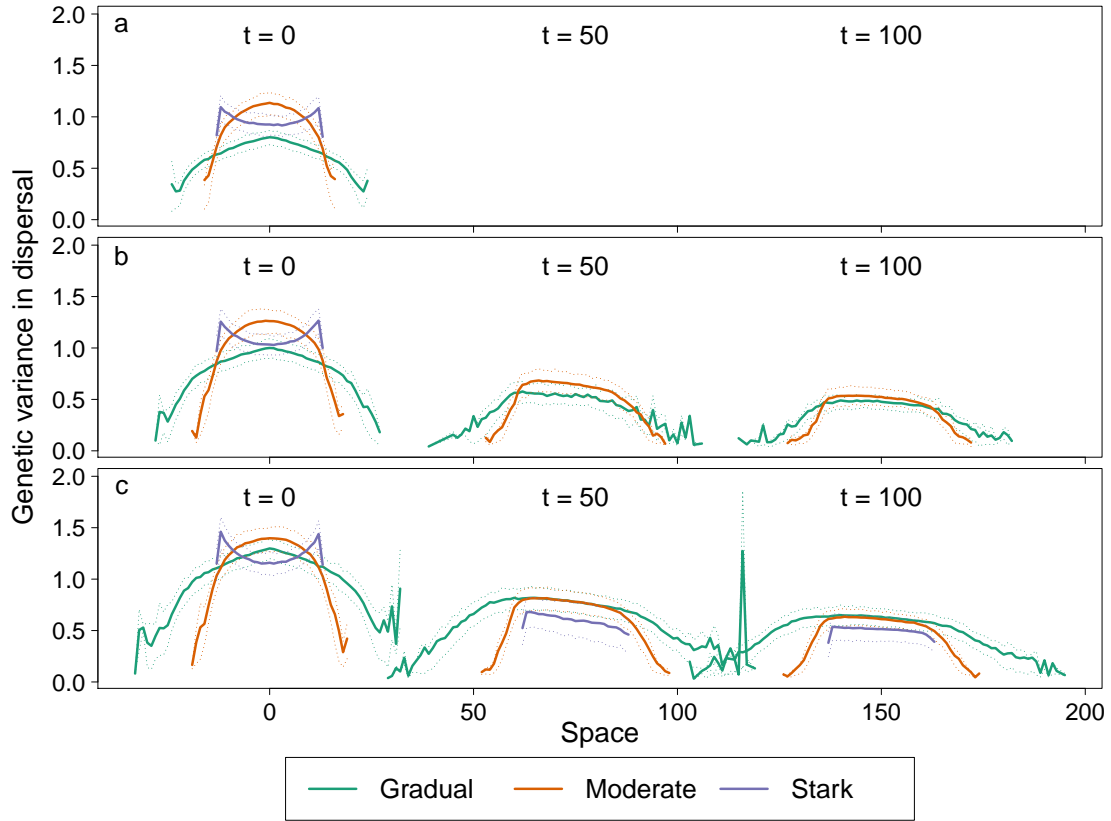 a
t = 0 t = 50 t = 100
2.0
1.5
1.0
0.5
0.0
b
t = 0 t = 50 t = 100
2.0
1.5
1.0
0.5
0.0
c
t = 0 t = 50 t = 100
2.0
1.5
1.0
0.5
0.0
Genetic variance in dispersal
0 50 100 150 200
Space
Gradual Moderate Stark